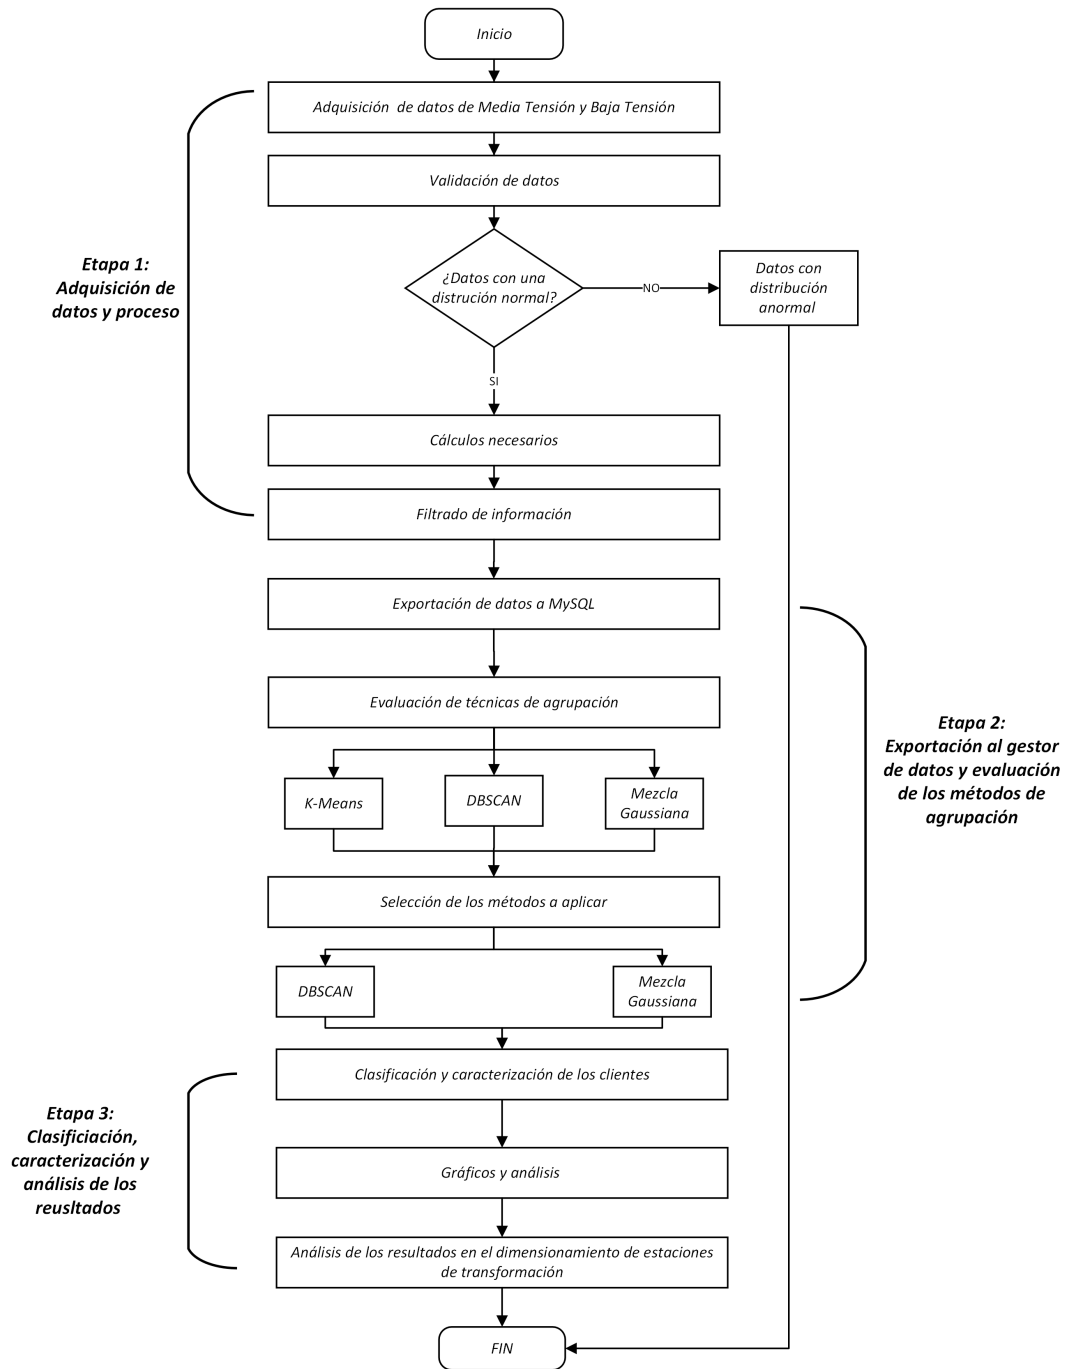 Inicio
Adquisición de datos de Media Tensión y Baja Tensión
Validación de datos
Etapa 1:
Adquisición de
datos y proceso
¿Datos con una
distrución normal?
NO
Datos con
distribución
anormal
SI
Cálculos necesarios
Filtrado de información
Exportación de datos a MySQL
Evaluación de técnicas de agrupación
Etapa 2:
Exportación al gestor
de datos y evaluación
de los métodos de
agrupación
K-Means
DBSCAN
Mezcla
Gaussiana
Selección de los métodos a aplicar
DBSCAN
Mezcla
Gaussiana
Clasificación y caracterización de los clientes
Etapa 3:
Clasificiación,
caracterización y
análisis de los
reusltados
Gráficos y análisis
Análisis de los resultados en el dimensionamiento de estaciones
de transformación
FIN